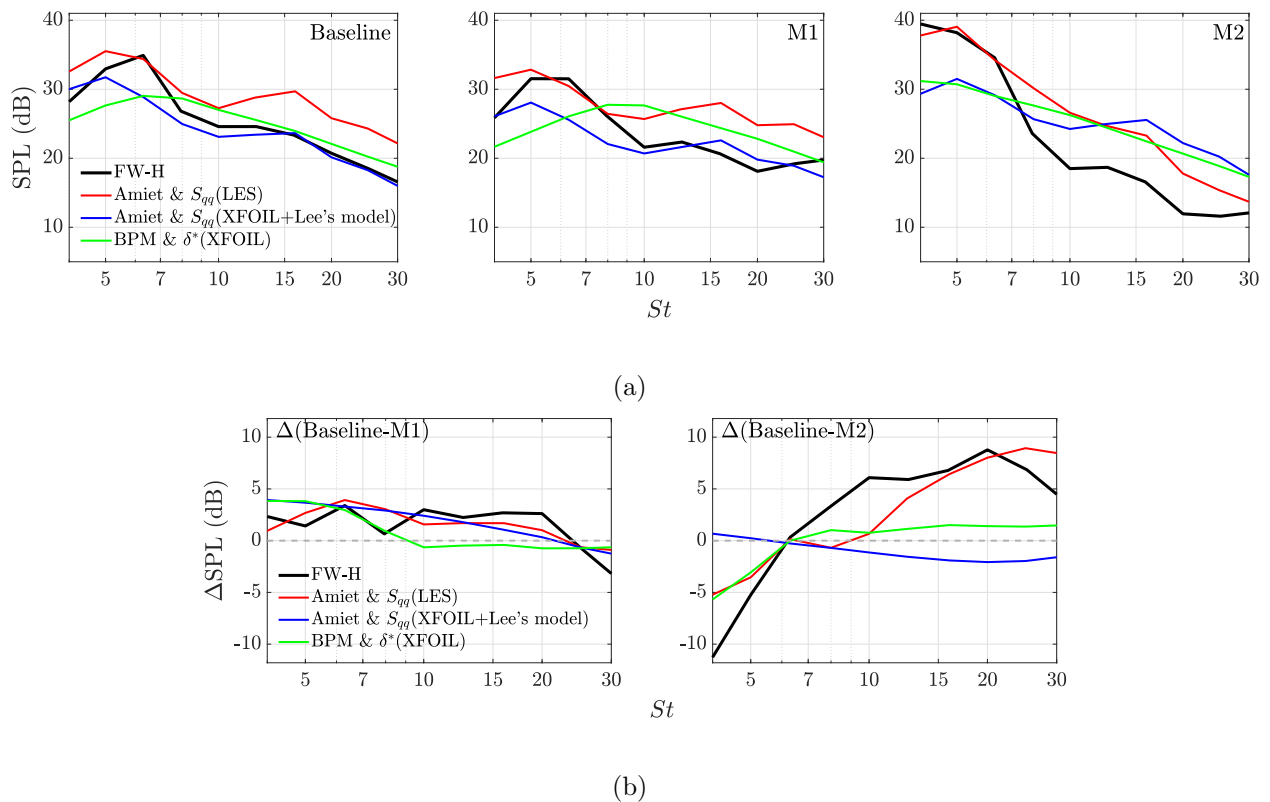 Baseline
M1
M2
SPL (dB)
40
30
20
10
FW-H
Amiet & Sqq(LES)
Amiet & Sqq(XFOIL+Lee's model)
BPM & δ*(XFOIL)
5 7 10 15 20 30
40
30
20
10
5 7 10 15 20 30
40
30
20
10
5 7 10 15 20 30
St
(a)
Δ(Baseline-M1)
Δ(Baseline-M2)
ΔSPL (dB)
10
5
0
-5
-10
FW-H
Amiet & Sqq(LES)
Amiet & Sqq(XFOIL+Lee's model)
BPM & δ*(XFOIL)
5 7 10 15 20 30
10
5
0
-5
-10
5 7 10 15 20 30
St
(b)